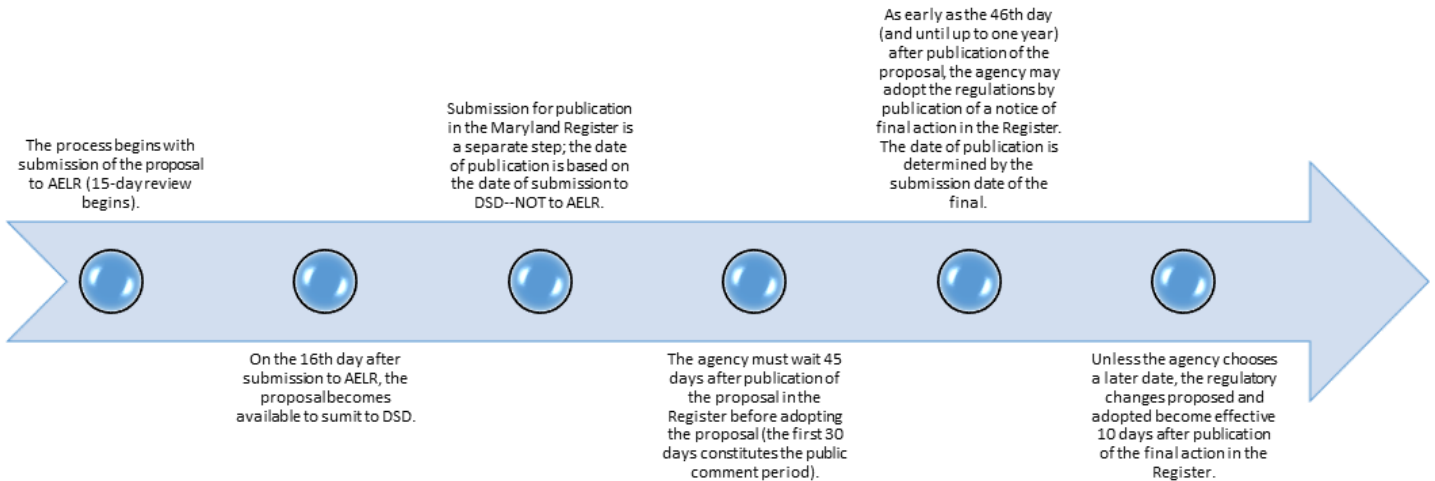 The process begins with
submission of the proposal
to AELR (15-day review
begins).
On the 16th day after
submission to AELR, the
proposal becomes
available to sumit to DSD.
Submission for publication
in the Maryland Register is
a separate step; the date
of publication is based on
the date of submission to
DSD--NOT to AELR.
The agency must wait 45
days after publication of
the proposal in the
Register before adopting
the proposal (the first 30
days constitutes the public
comment period).
As early as the 46th day
(and until up to one year)
after publication of the
proposal, the agency may
adopt the regulations by
publication of a notice of
final action in the Register.
The date of publication is
determined by the
submission date of the
final.
Unless the agency chooses
a later date, the regulatory
changes proposed and
adopted become effective
10 days after publication
of the final action in the
Register.